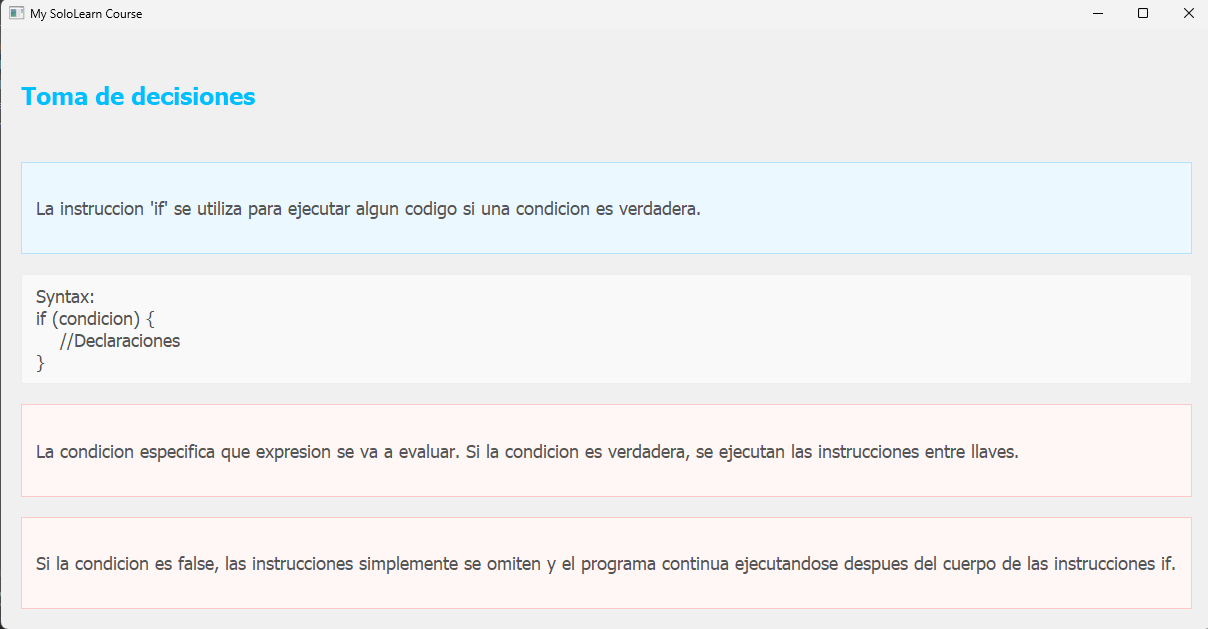 My SoloLearn Course
Toma de decisiones
La instruccion 'if' se utiliza para ejecutar algun codigo si una condicion es verdadera.
Syntax:
if (condicion) {
//Declaraciones
}
La condicion especifica que expresion se va a evaluar. Si la condicion es verdadera, se ejecutan las instrucciones entre llaves.
Si la condicion es false, las instrucciones simplemente se omiten y el programa continua ejecutandose despues del cuerpo de las instrucciones if.